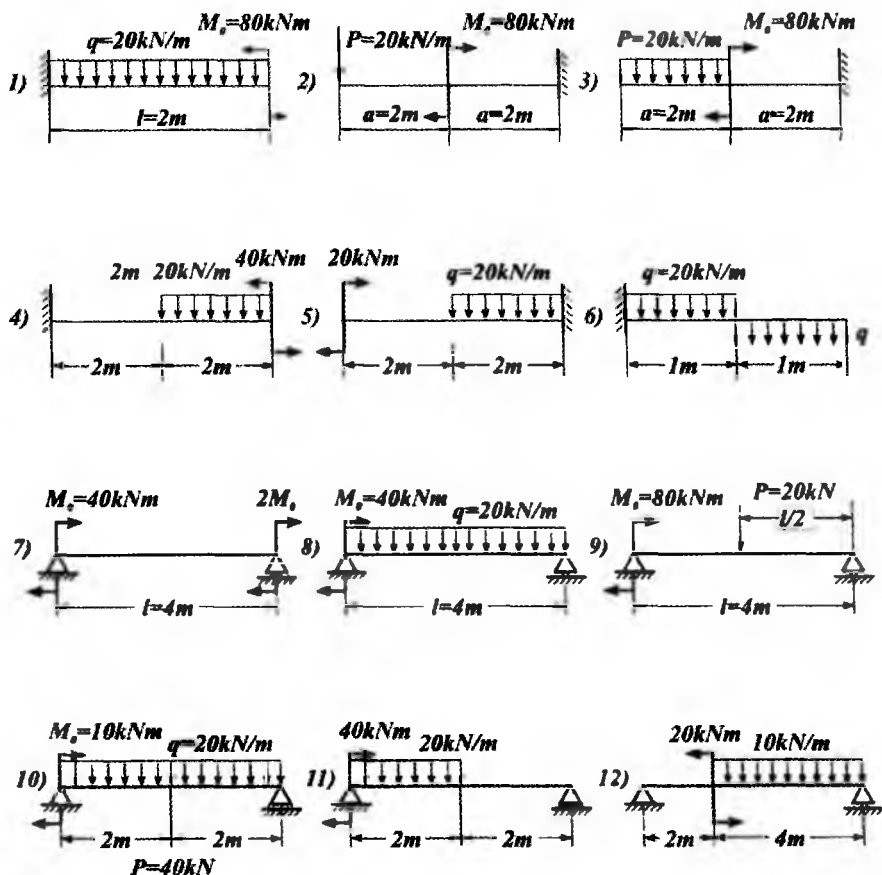 M₀=80kNm M₀=80kNm M₀=80kNm
q=20kN/m P=20kN/m P=20kN/m
1) 2) 3)
l=2m a=2m a=2m a=2m a=2m
2m 20kN/m 40kNm 20kNm q=20kN/m q=20kN/m
4) 5) 6) q
2m 2m 2m 2m 1m 1m
M₀=40kNm 2M₀ M₀=40kNm q=20kN/m M₀=80kNm P=20kN
l/2
7) 8) 9)
l=4m l=4m l=4m
M₀=10kNm q=20kN/m 40kNm 20kN/m 20kNm 10kN/m
10) 11) 12)
2m 2m 2m 2m 2m 4m
P=40kN